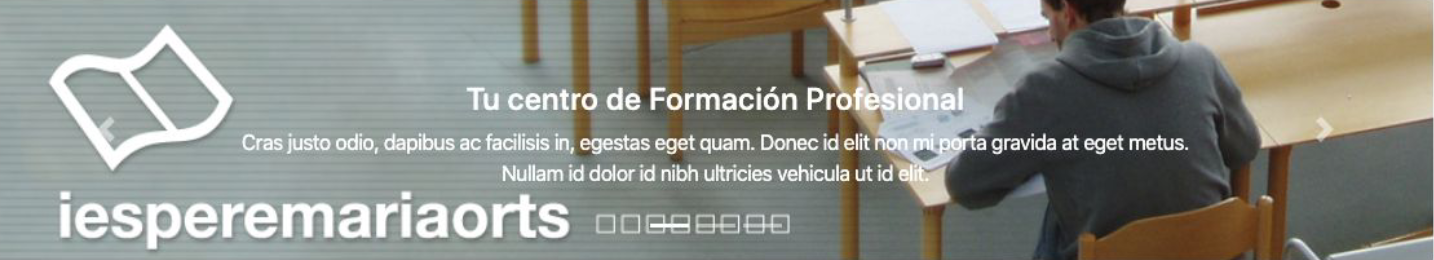 Tu centro de Formación Profesional
Cras justo odio, dapibus ac facilisis in, egestas eget quam. Donec id elit non mi porta gravida at eget metus.
Nullam id dolor id nibh ultricies vehicula ut id elit.
iesperemariaorts